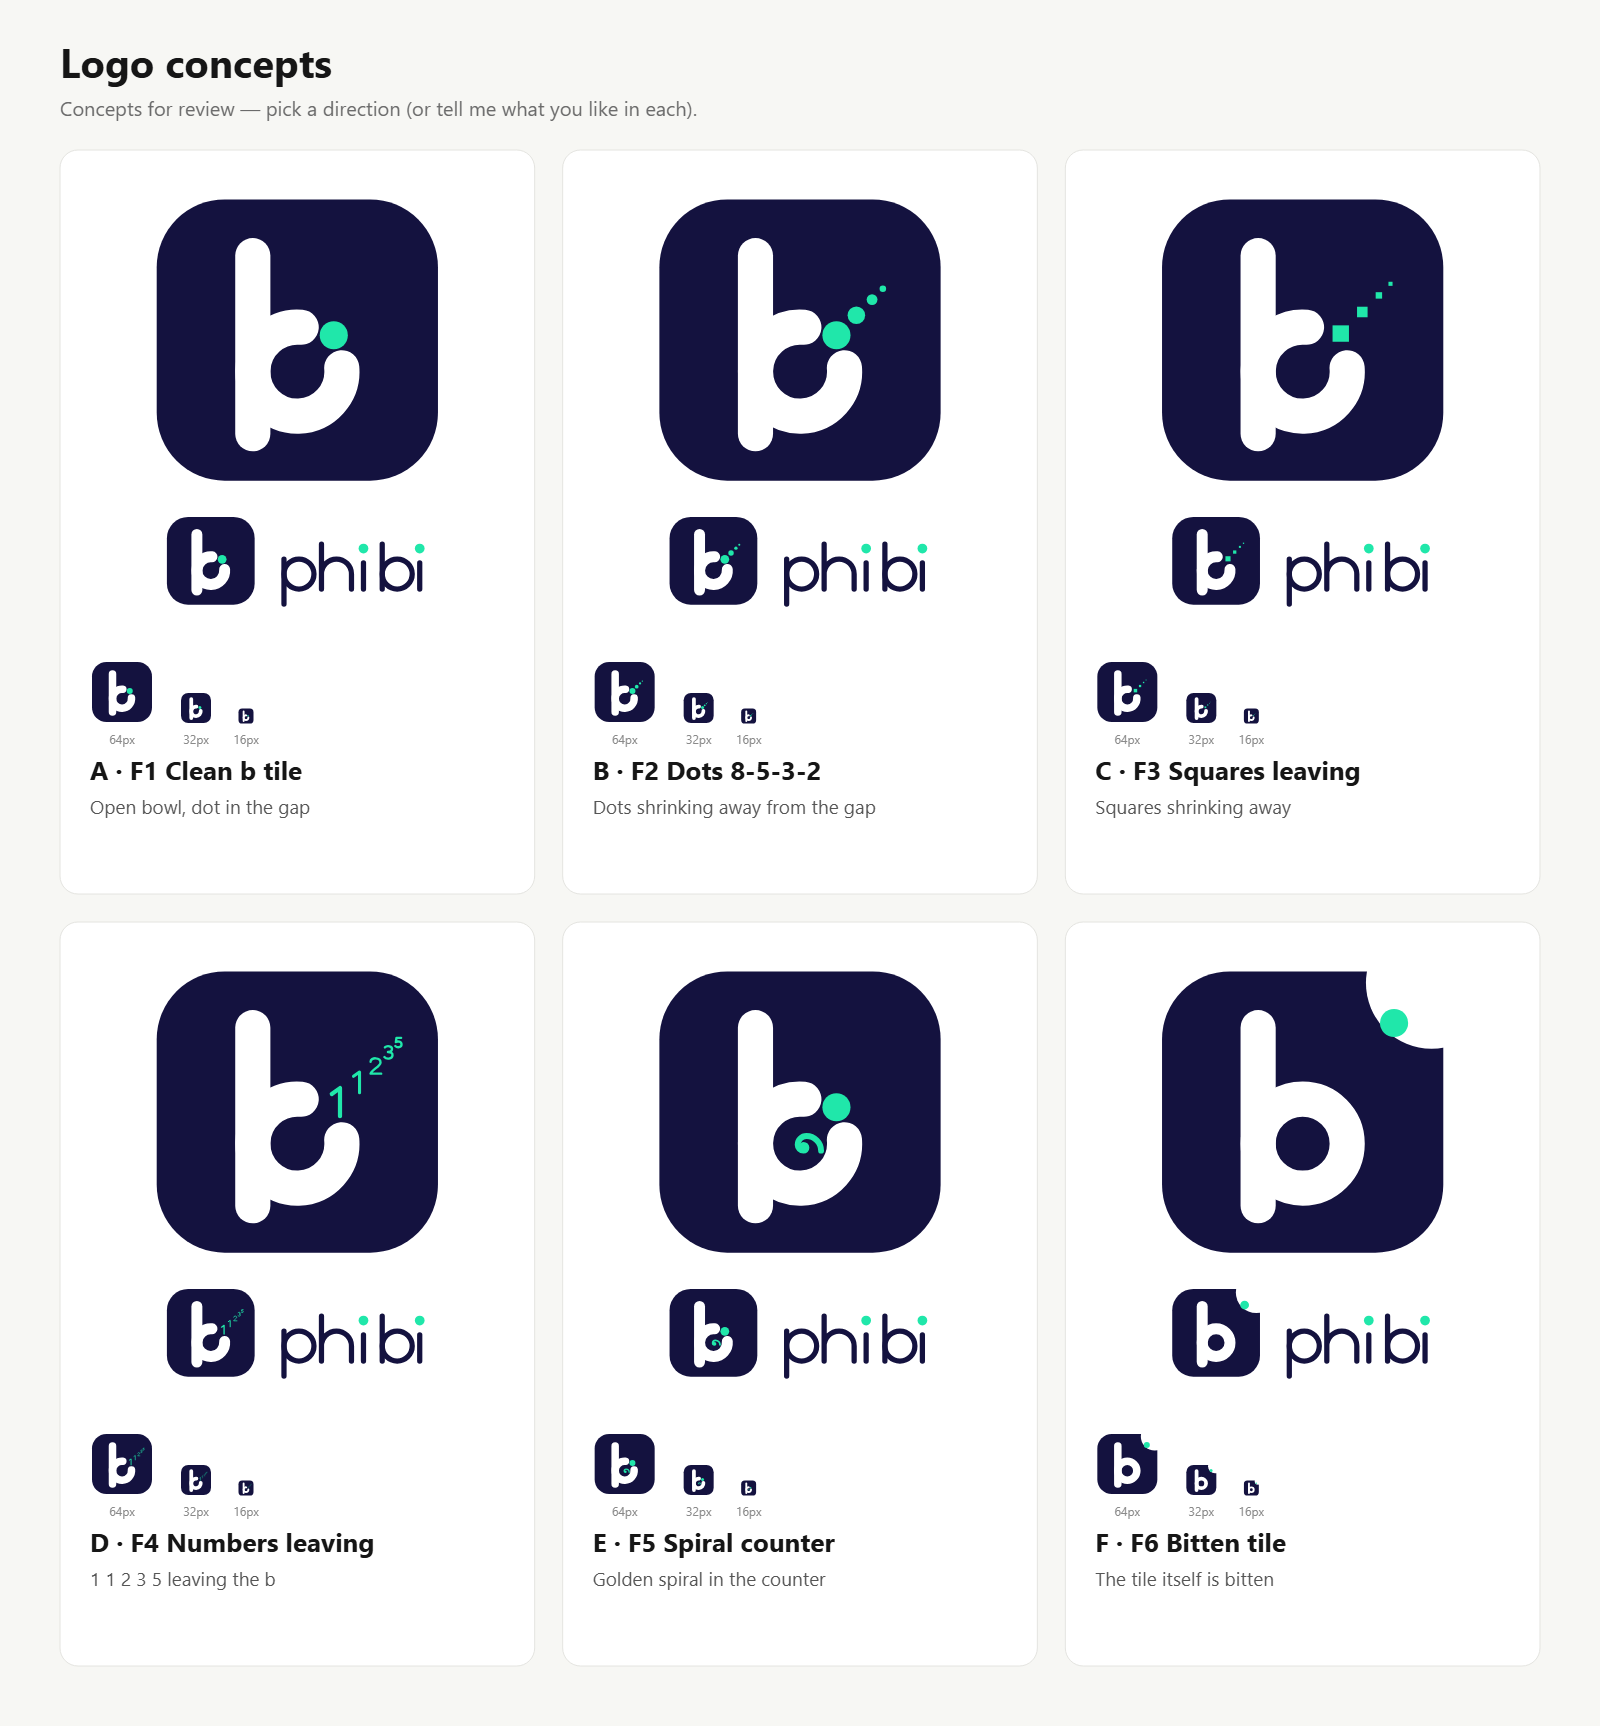 Logo concepts
Concepts for review — pick a direction (or tell me what you like in each).
b
b
b
b phibi
b phibi
b phibi
b b b
b b b
b b b
64px 32px 16px
64px 32px 16px
64px 32px 16px
A · F1 Clean b tile
Open bowl, dot in the gap
B · F2 Dots 8-5-3-2
Dots shrinking away from the gap
C · F3 Squares leaving
Squares shrinking away
b 1 1 2 3 5
b
b
b 1 1 2 3 5 phibi
b phibi
b phibi
b b b
b b b
b b b
64px 32px 16px
64px 32px 16px
64px 32px 16px
D · F4 Numbers leaving
1 1 2 3 5 leaving the b
E · F5 Spiral counter
Golden spiral in the counter
F · F6 Bitten tile
The tile itself is bitten